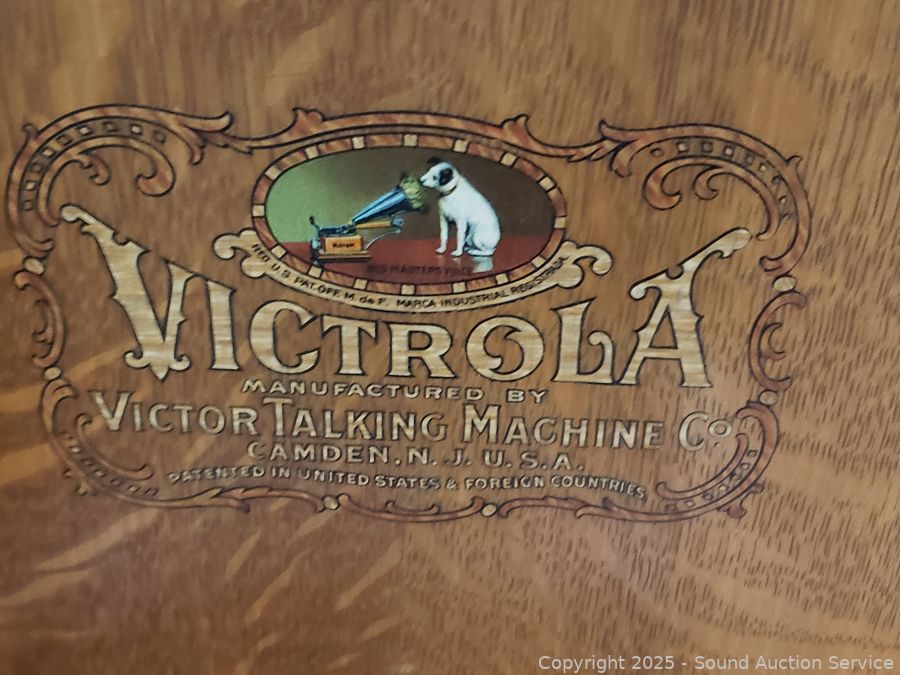 HIS MASTERS VOICE
REG. U.S. PAT. OFF. M. de F. MARCA INDUSTRIAL REGISTRADA
VICTROLA
MANUFACTURED BY
VICTOR TALKING MACHINE Co.
CAMDEN, N. J. U. S. A.
PATENTED IN UNITED STATES & FOREIGN COUNTRIES
Copyright 2025 - Sound Auction Service